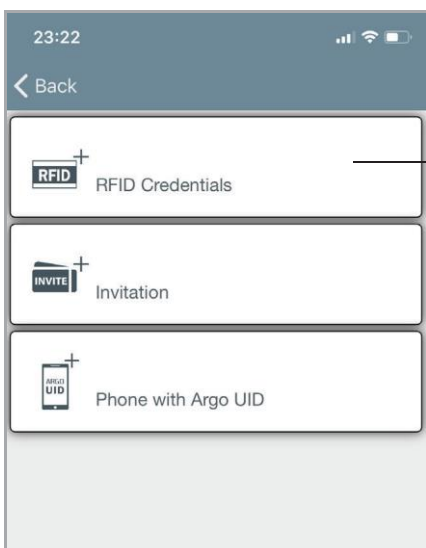 23:22
Back
RFID
RFID Credentials
INVITE
Invitation
ARGO
UID
Phone with Argo UID